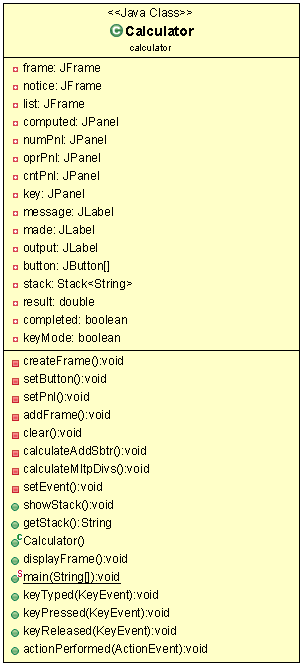 <<Java Class>>
Calculator
calculator
frame: JFrame
notice: JFrame
list: JFrame
computed: JPanel
numPnl: JPanel
oprPnl: JPanel
cntPnl: JPanel
key: JPanel
message: JLabel
made: JLabel
output: JLabel
button: JButton[]
stack: Stack<String>
result: double
completed: boolean
keyMode: boolean
createFrame():void
setButton():void
setPnl():void
addFrame():void
clear():void
calculateAddSbtr():void
calculateMltpDivs():void
setEvent():void
showStack():void
getStack():String
Calculator()
displayFrame():void
main(String[]):void
keyTyped(KeyEvent):void
keyPressed(KeyEvent):void
keyReleased(KeyEvent):void
actionPerformed(ActionEvent):void